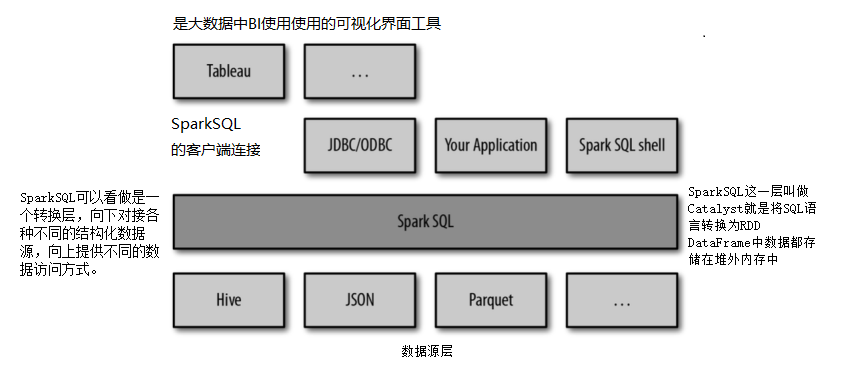 是大数据中BI使用使用的可视化界面工具
Tableau
...
SparkSQL
的客户端连接
JDBC/ODBC
Your Application
Spark SQL shell
SparkSQL可以看做是
一个转换层，向下对接各
种不同的结构化数据
源，向上提供不同的数
据访问方式。
Spark SQL
SparkSQL这一层叫做
Catalyst就是将SQL语
言转换为RDD
DataFrame中数据都存
储在堆外内存中
Hive
JSON
Parquet
...
数据源层